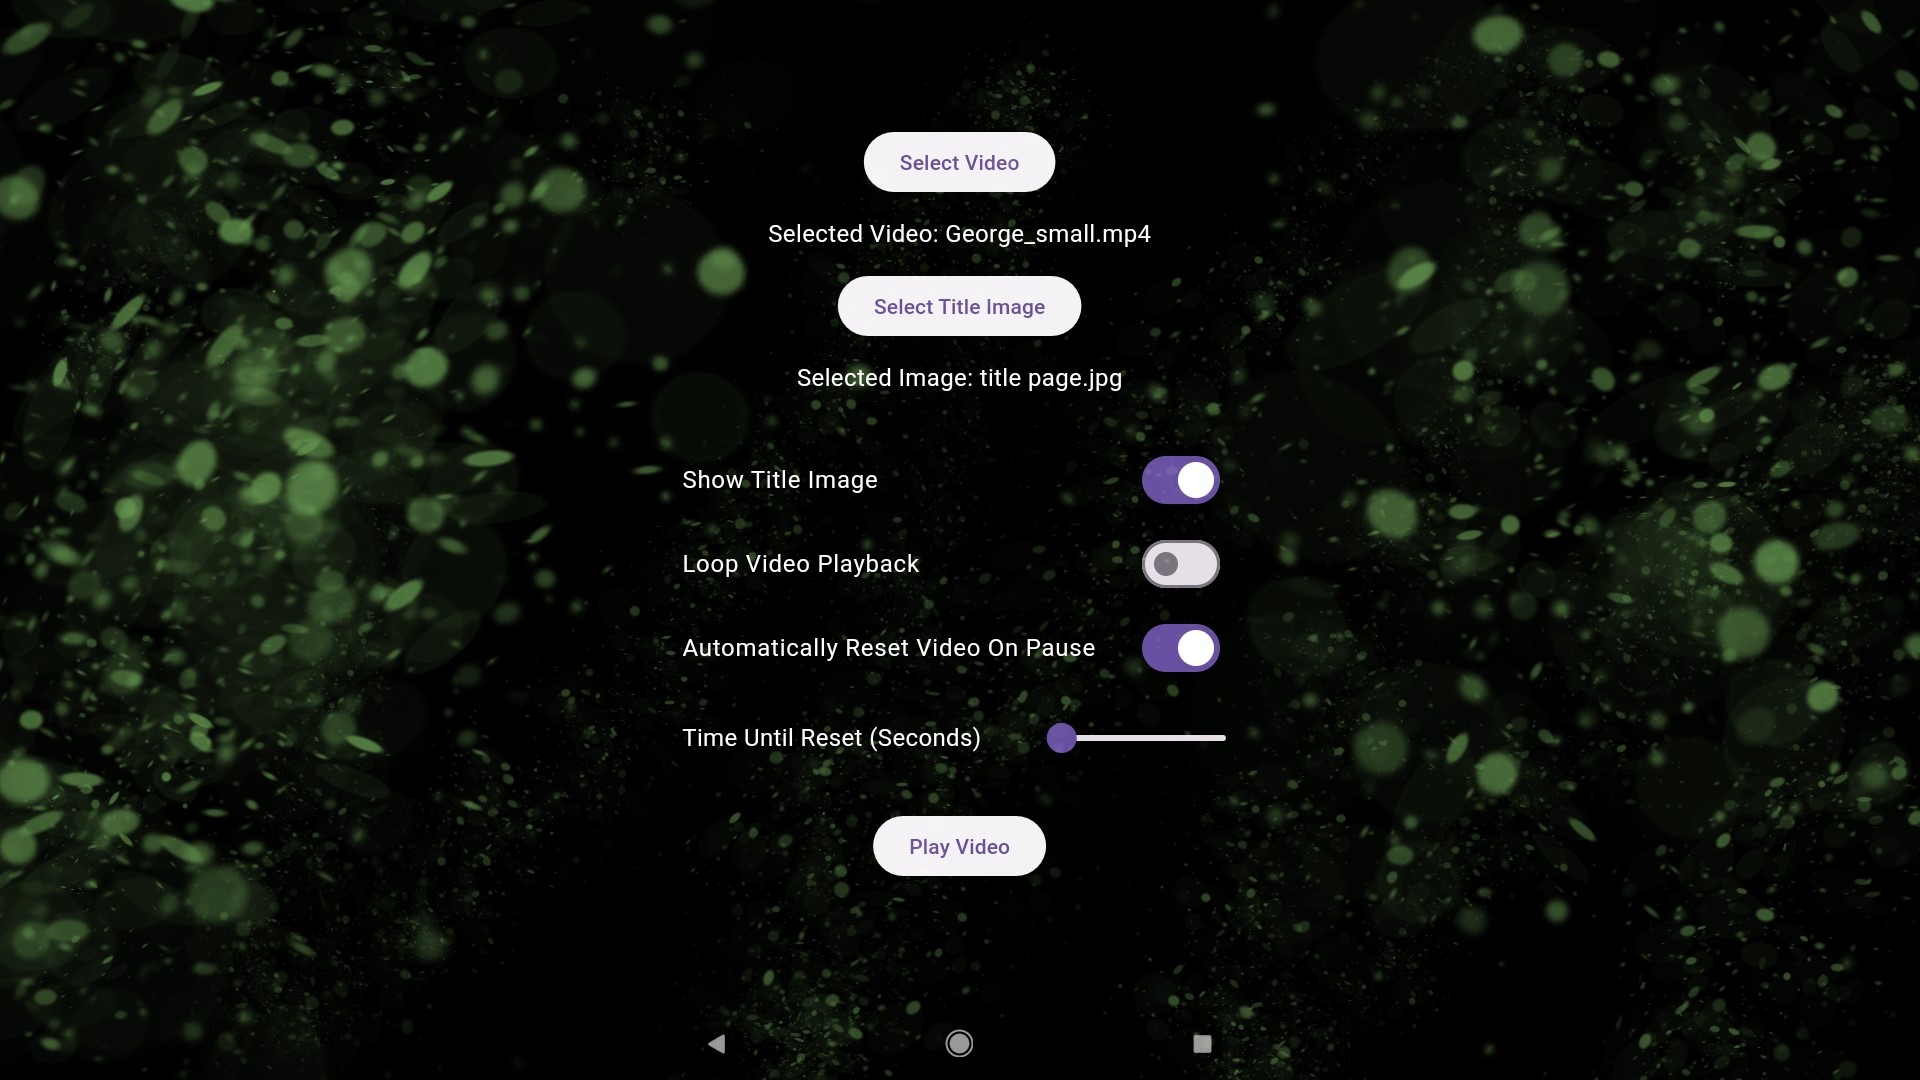 Select Video
Selected Video: George_small.mp4
Select Title Image
Selected Image: title page.jpg
Show Title Image
Loop Video Playback
Automatically Reset Video On Pause
Time Until Reset (Seconds)
Play Video